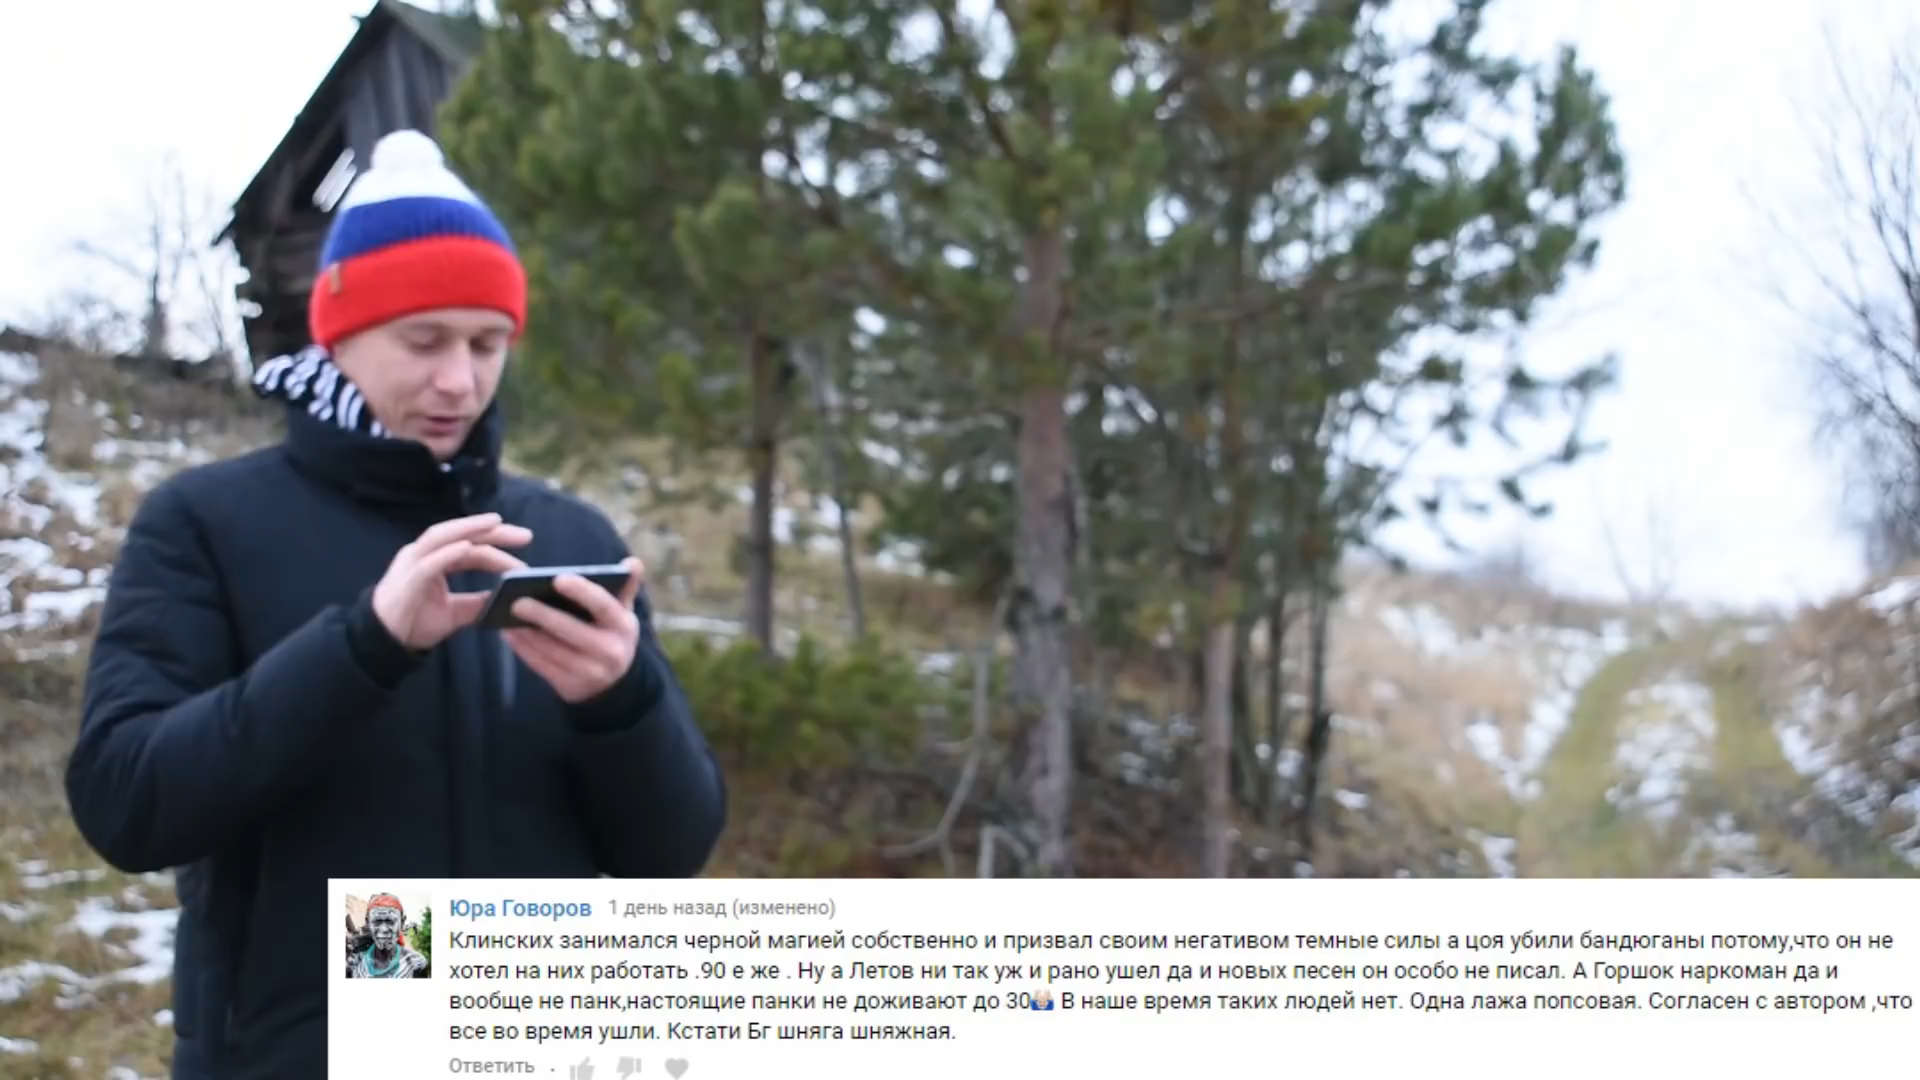 Юра Говоров 1 день назад (изменено)
Клинских занимался черной магией собственно и призвал своим негативом темные силы а цоя убили бандюганы потому,что он не
хотел на них работать .90 е же . Ну а Летов ни так уж и рано ушел да и новых песен он особо не писал. А Горшок наркоман да и
вообще не панк,настоящие панки не доживают до 30🙌 В наше время таких людей нет. Одна лажа попсовая. Согласен с автором ,что
все во время ушли. Кстати Бг шняга шняжная.
Ответить .